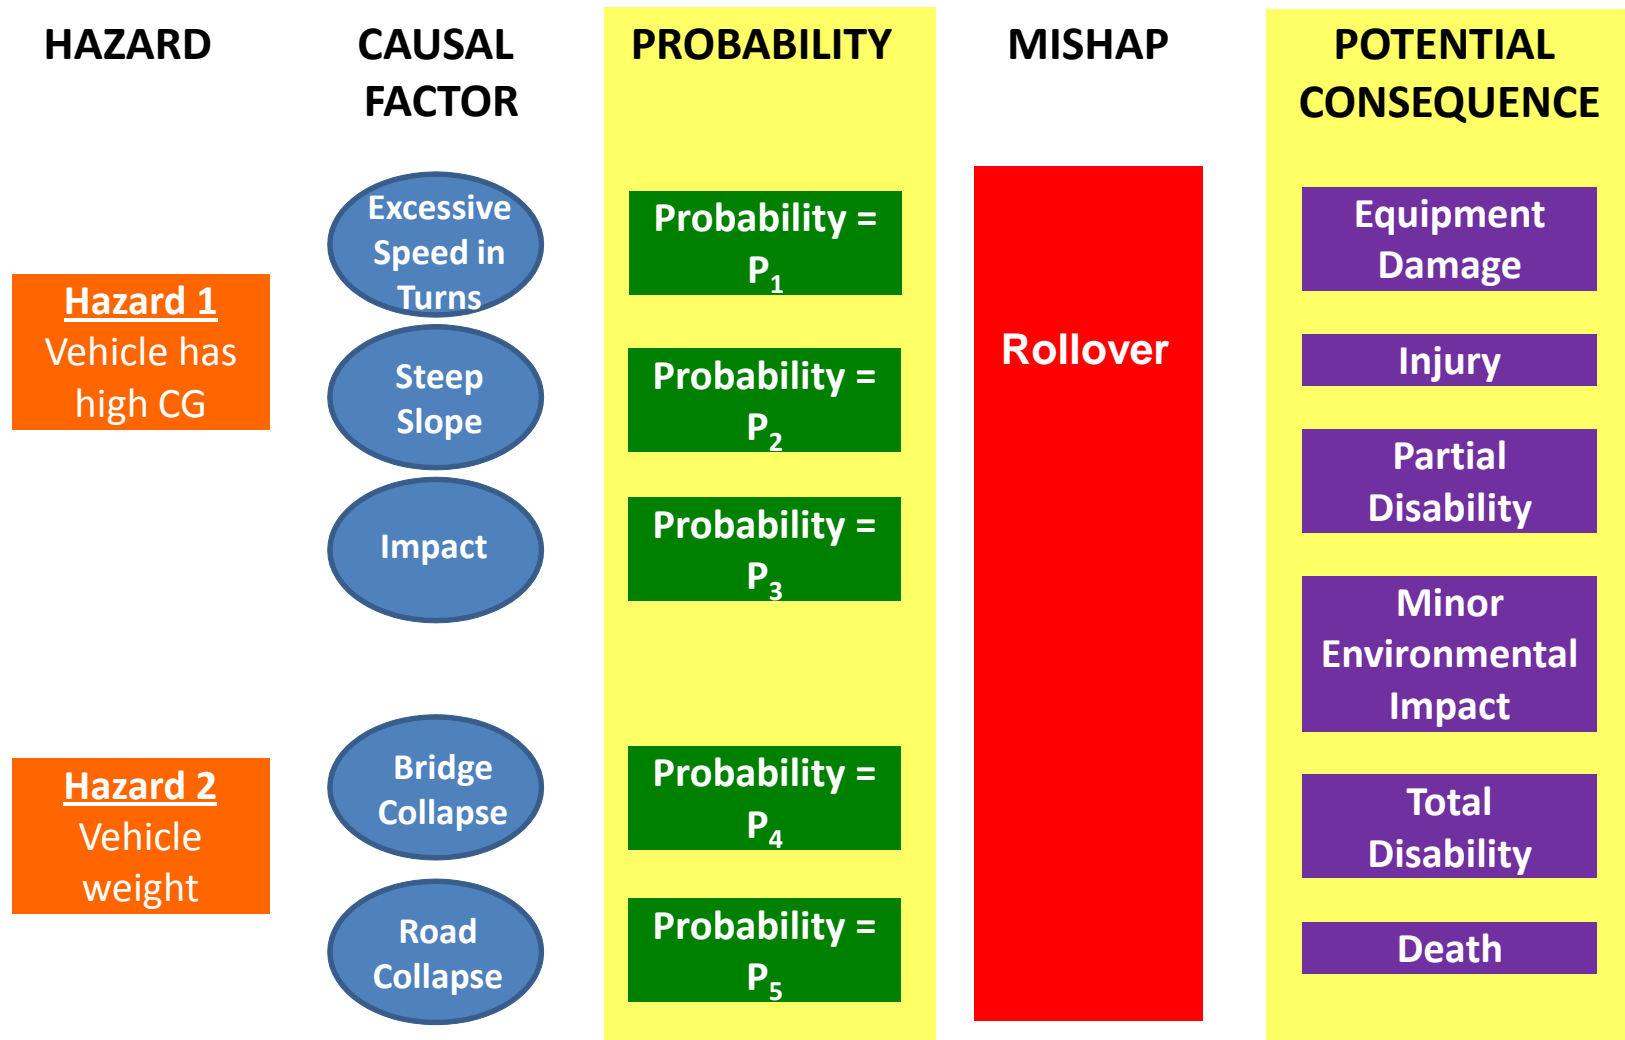 HAZARD
CAUSAL
FACTOR
PROBABILITY
MISHAP
POTENTIAL
CONSEQUENCE
Hazard 1
Vehicle has
high CG
Excessive
Speed in
Turns
Steep
Slope
Impact
Probability =
P1
Probability =
P2
Probability =
P3
Hazard 2
Vehicle
weight
Bridge
Collapse
Road
Collapse
Probability =
P4
Probability =
P5
Rollover
Equipment
Damage
Injury
Partial
Disability
Minor
Environmental
Impact
Total
Disability
Death